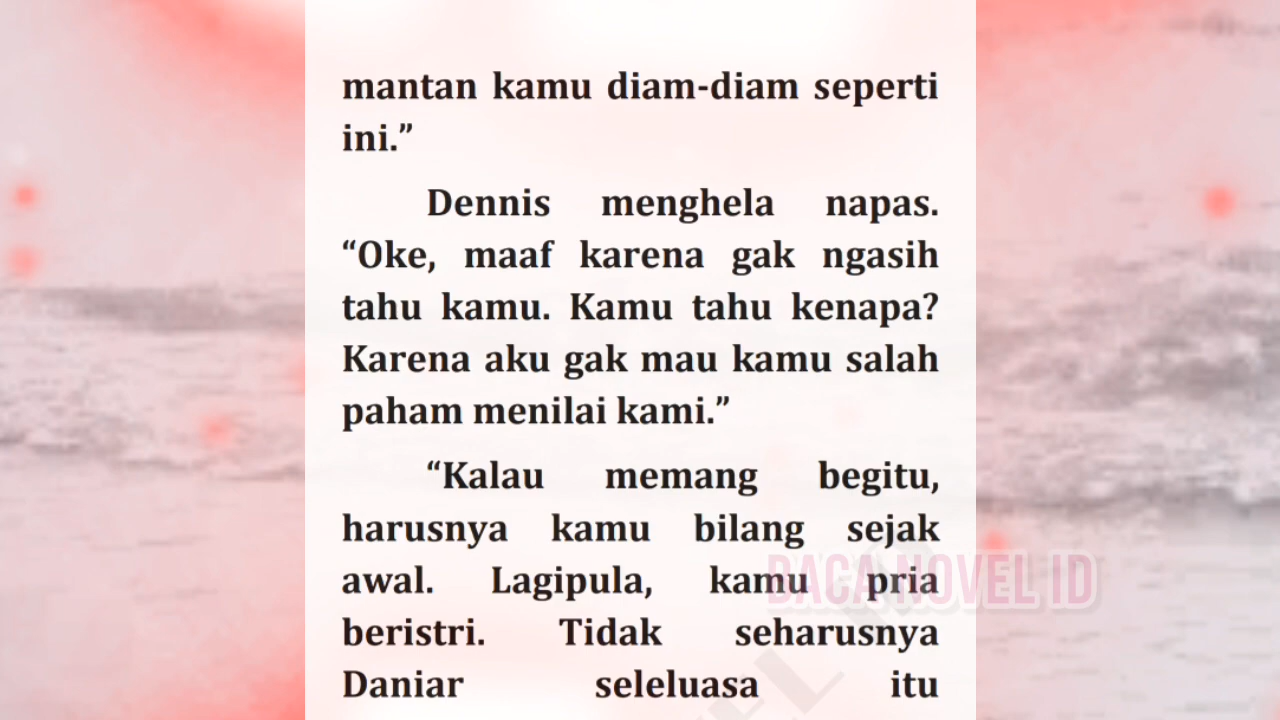 mantan kamu diam-diam seperti
ini.”
Dennis menghela napas.
“Oke, maaf karena gak ngasih
tahu kamu. Kamu tahu kenapa?
Karena aku gak mau kamu salah
paham menilai kami.”
“Kalau memang begitu,
harusnya kamu bilang sejak
awal. Lagipula, kamu pria
BACA NOVEL ID
beristri. Tidak seharusnya
Daniar seleluasa itu